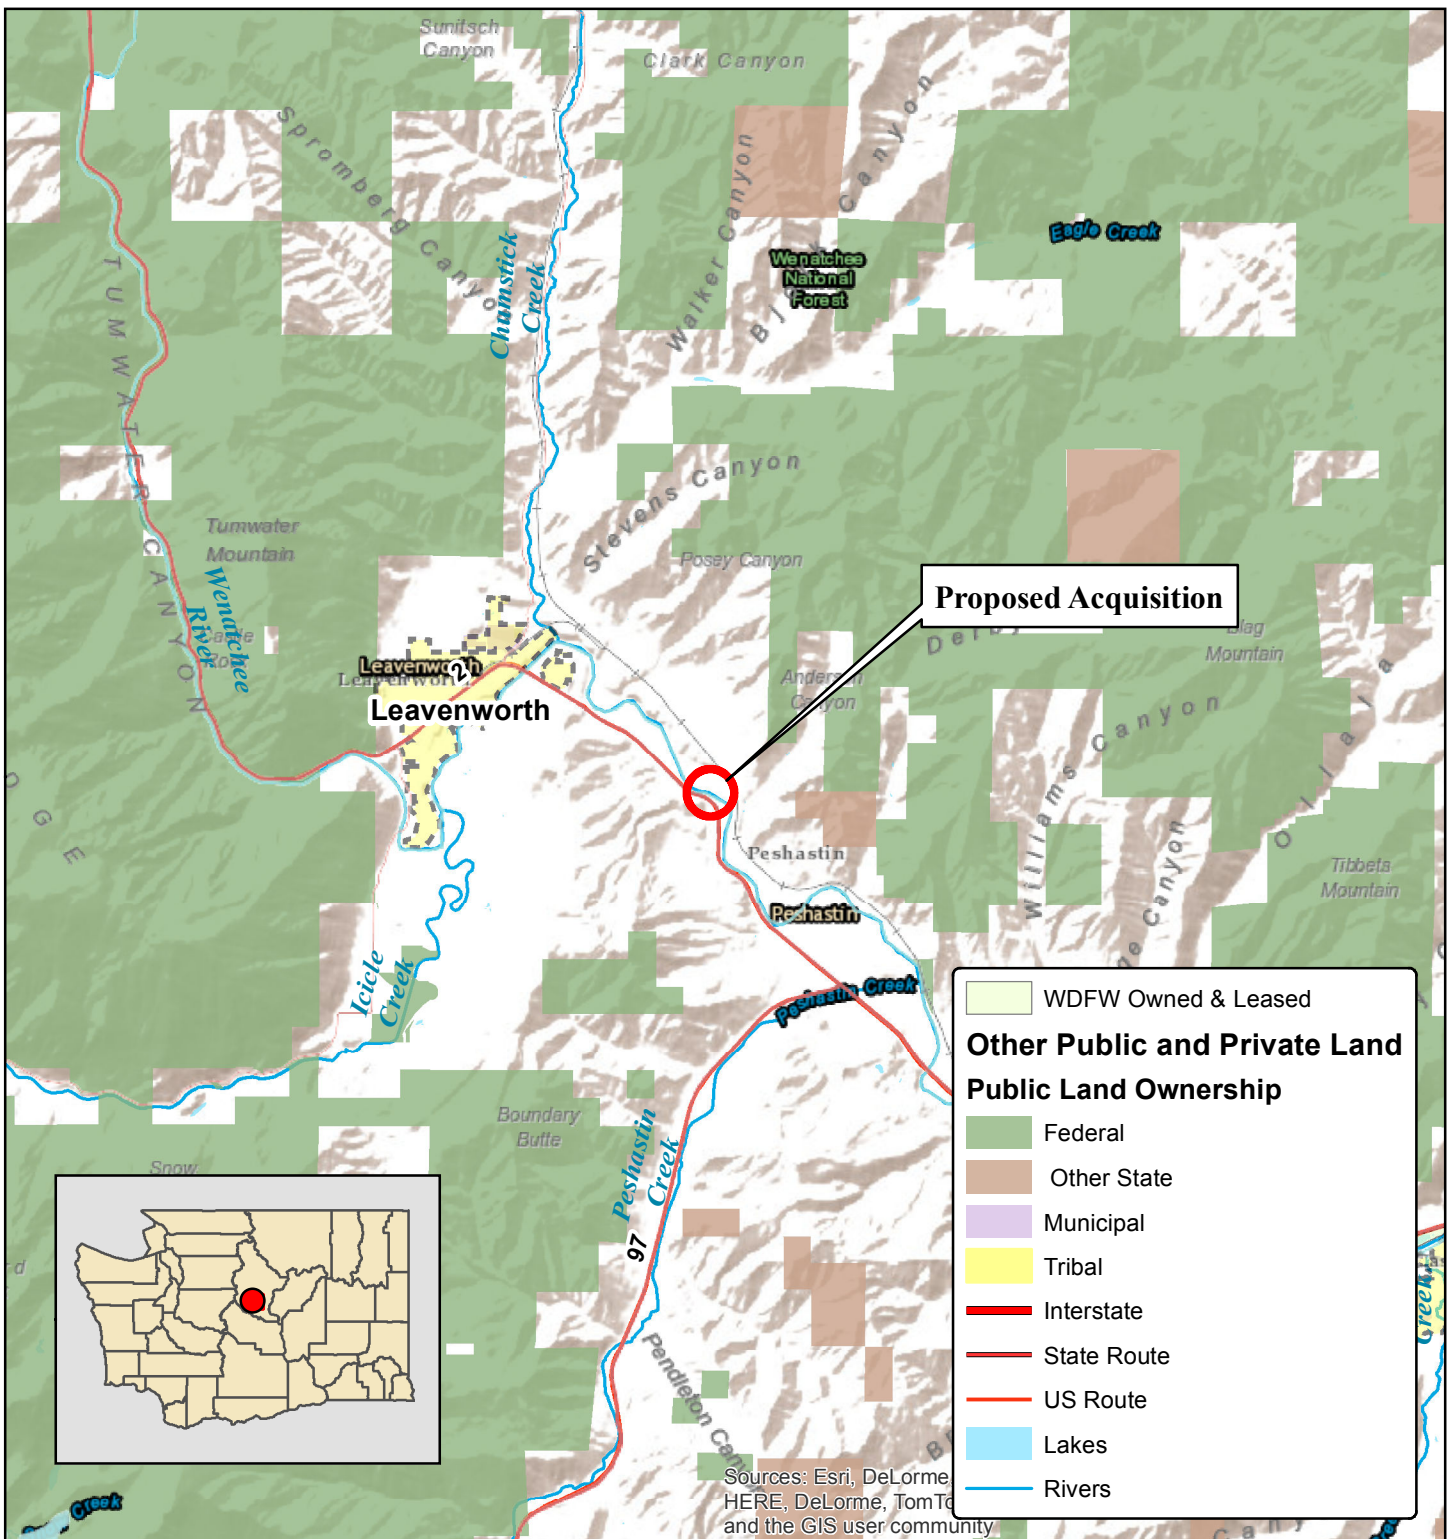 Sunitsch
Canyon
Clark Canyon
Spromberg Canyon
Walker Canyon
Canyon
Chumstick
Creek
Eagle Creek
Wenatchee
National
Forest
TUMWATER CANYON
Stevens Canyon
Tumwater
Mountain
Posey Canyon
Wenatchee
River
Proposed Acquisition
Mountain
Leavenworth
2
Leavenworth
Anderson
Canyon
Williams Canyon
DGE
Peshastin
Peshastin
Tibbets
Mountain
Icicle
Creek
Peshastin Creek
Boundary
Butte
Peshastin
Creek
Snow
97
Pendleton Canyon
Creek
WDFW Owned & Leased
Other Public and Private Land
Public Land Ownership
Federal
Other State
Municipal
Tribal
Interstate
State Route
US Route
Lakes
Rivers
Creek
Sources: Esri, DeLorme
HERE, DeLorme, TomTo
and the GIS user community